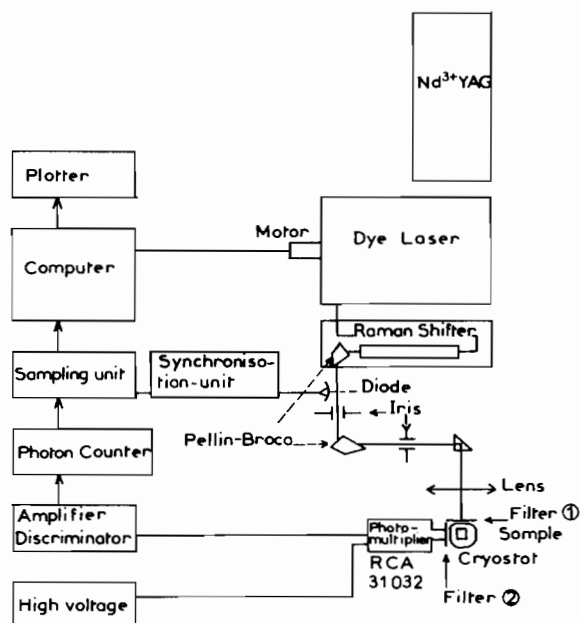 Nd³⁺YAG
Plotter
Motor
Dye Laser
Computer
Raman Shifter
Synchronisa-
tion-unit
Sampling unit
Diode
Iris
Pellin-Broca
Photon Counter
Lens
Filter ①
Sample
Amplifier
Discriminator
Photo-
multiplier
Cryostat
RCA
31032
Filter ②
High voltage